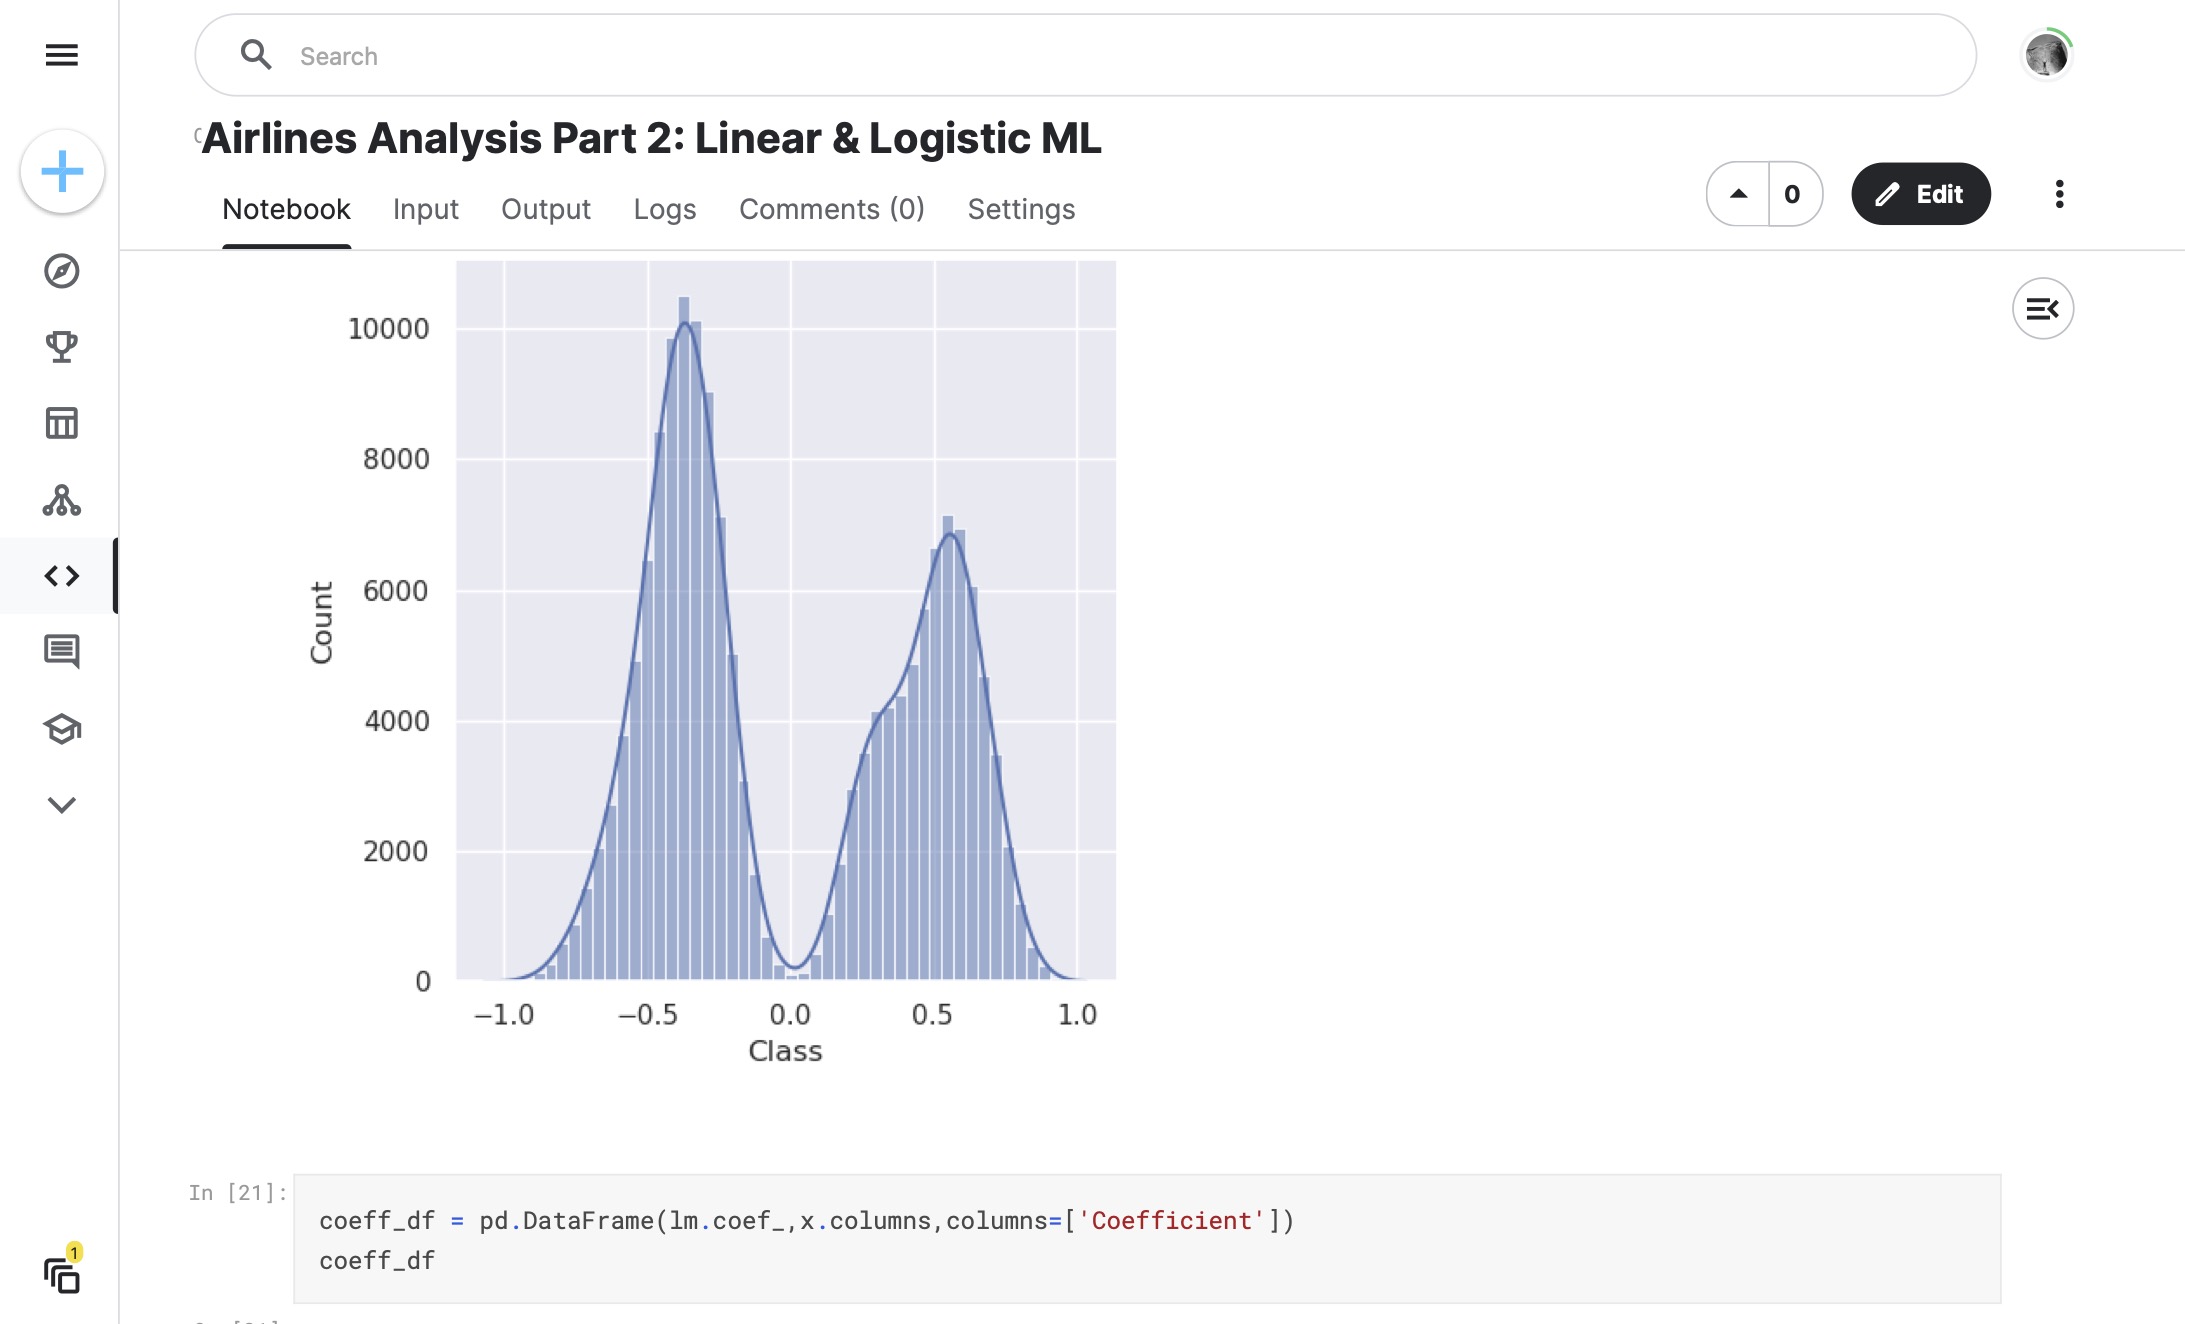 Search
Airlines Analysis Part 2: Linear & Logistic ML
Notebook Input Output Logs Comments (0) Settings
0
Edit
10000
8000
6000
4000
2000
0
Count
−1.0 −0.5 0.0 0.5 1.0
Class
In [21]:
coeff_df = pd.DataFrame(lm.coef_,x.columns,columns=['Coefficient'])
coeff_df
1